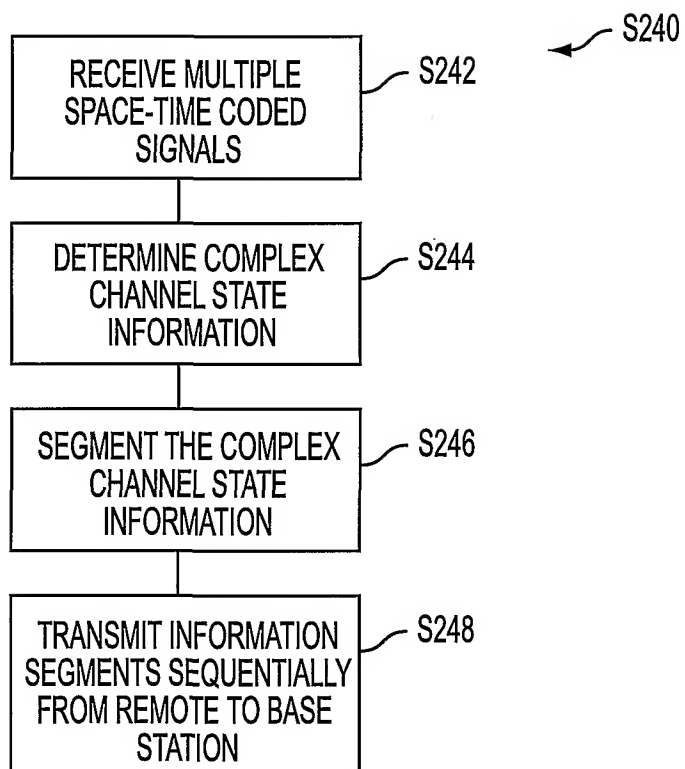 S240
RECEIVE MULTIPLE
SPACE-TIME CODED
SIGNALS
S242
DETERMINE COMPLEX
CHANNEL STATE
INFORMATION
S244
SEGMENT THE COMPLEX
CHANNEL STATE
INFORMATION
S246
TRANSMIT INFORMATION
SEGMENTS SEQUENTIALLY
FROM REMOTE TO BASE
STATION
S248